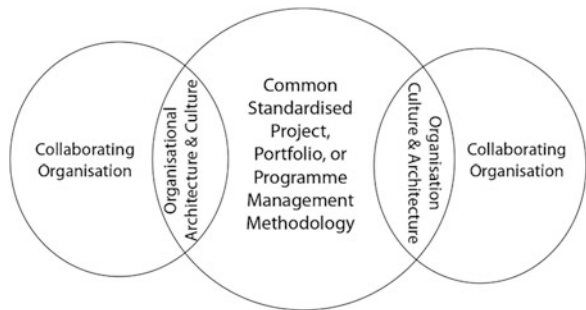 Collaborating
Organisation
Organisational
Architecture & Culture
Common
Standardised
Project,
Portfolio, or
Programme
Management
Methodology
Organisation
Culture & Architecture
Collaborating
Organisation